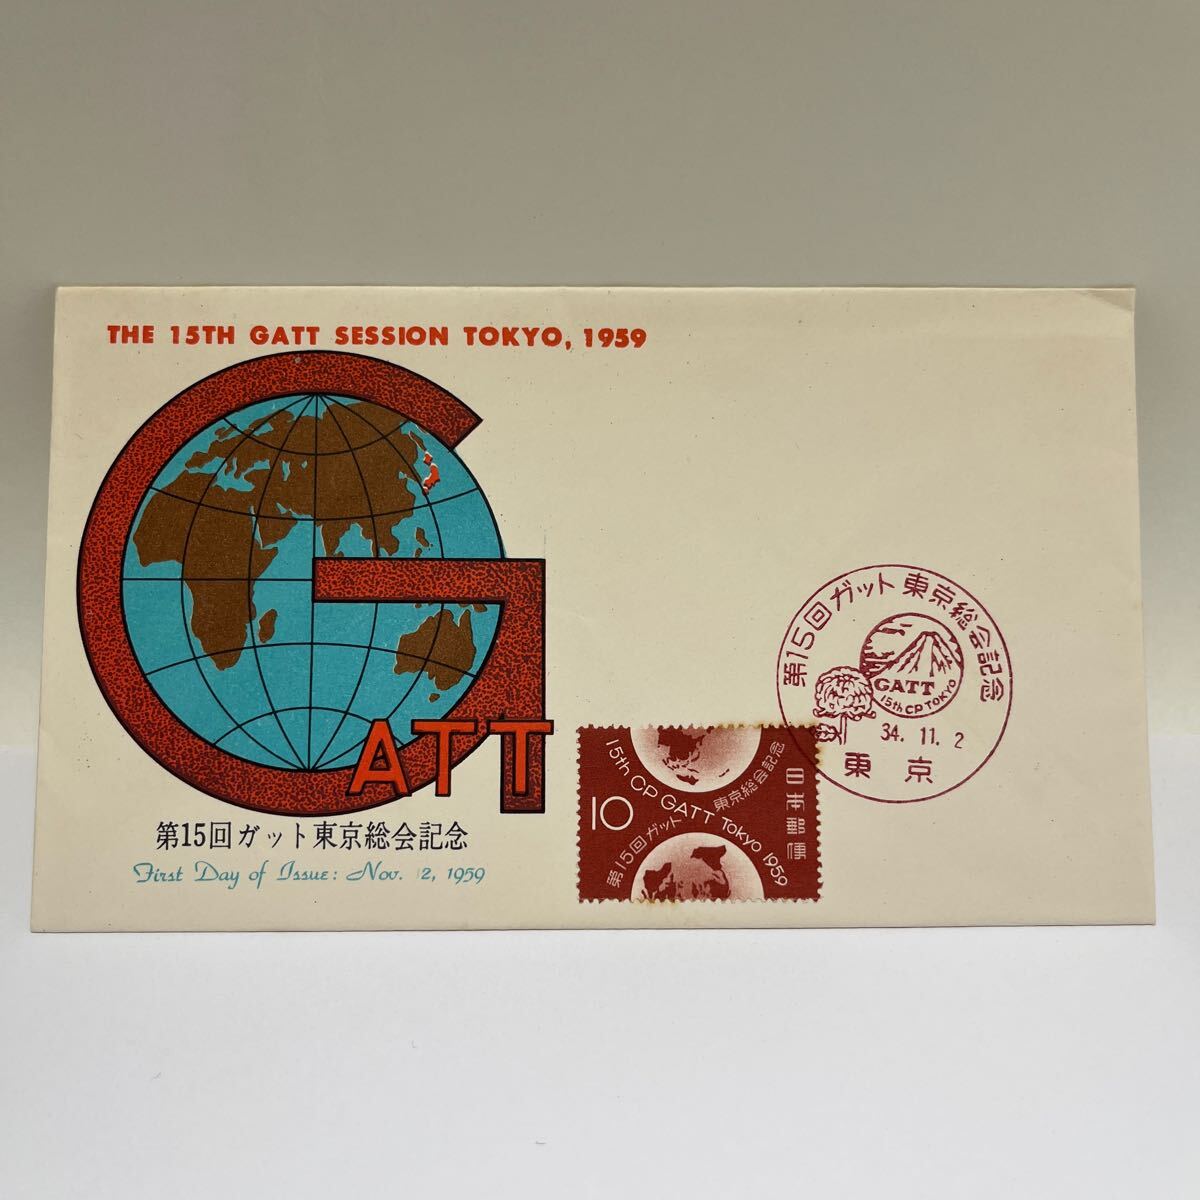 THE 15TH GATT SESSION TOKYO, 1959
GATT
第15回ガット東京総会記念
First Day of Issue: Nov. 2, 1959
15th CP GATT Tokyo 1959
第15回ガット東京総会記念
10
日本郵便
第15回ガット東京総会記念
GATT
15th CP TOKYO
34.11.2
東京